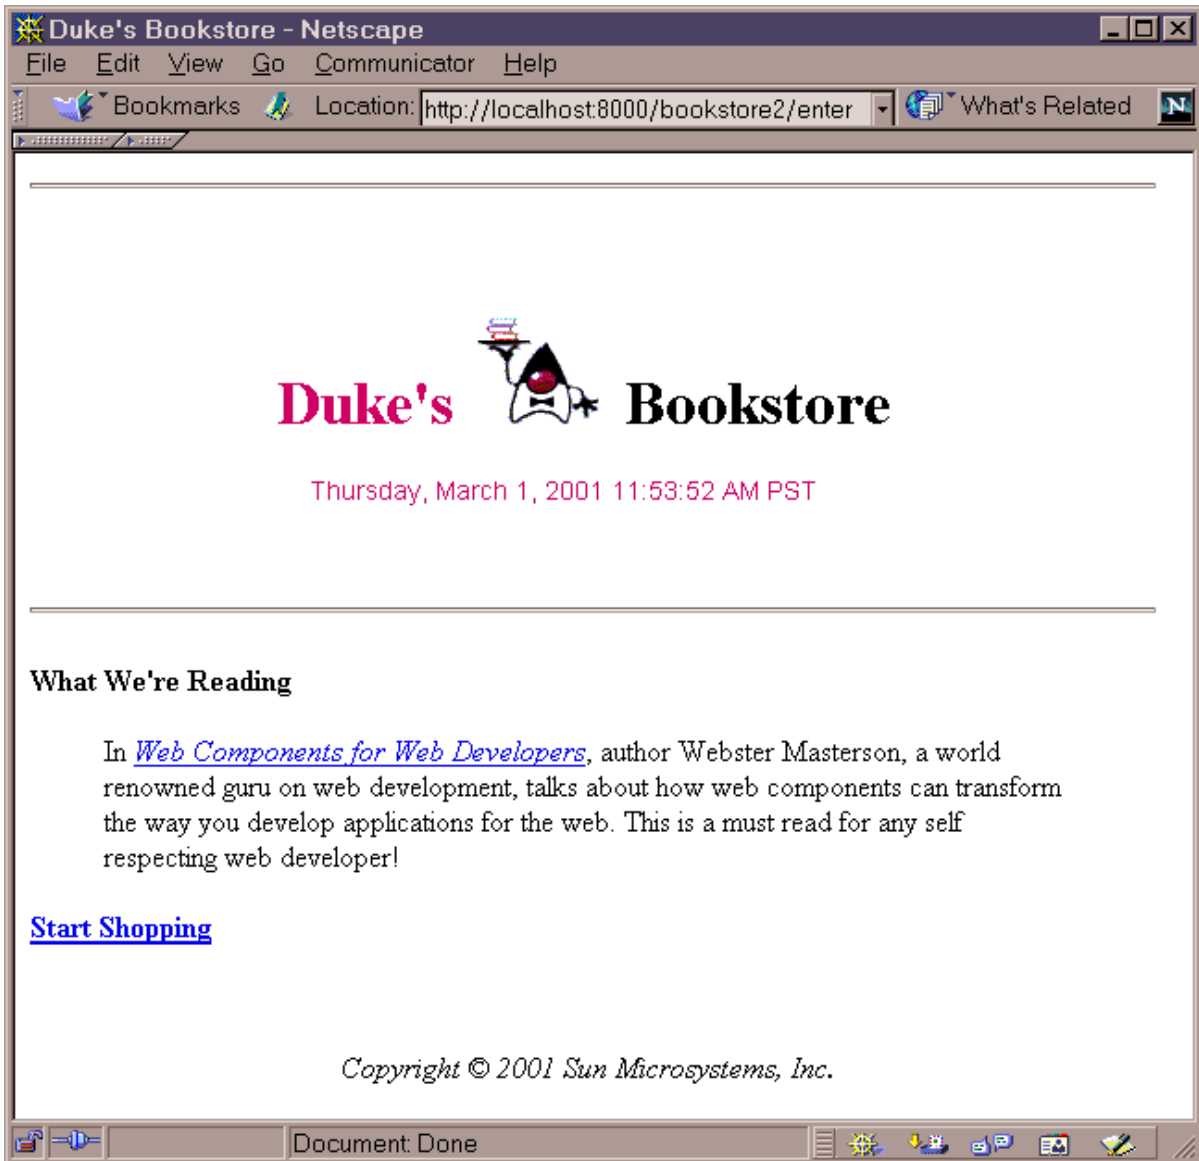 Duke's Bookstore - Netscape
File Edit View Go Communicator Help
Bookmarks Location: http://localhost:8000/bookstore2/enter What's Related N
Duke's Bookstore
Thursday, March 1, 2001 11:53:52 AM PST
What We're Reading
In Web Components for Web Developers, author Webster Masterson, a world
renowned guru on web development, talks about how web components can transform
the way you develop applications for the web. This is a must read for any self
respecting web developer!
Start Shopping
Copyright © 2001 Sun Microsystems, Inc.
Document: Done